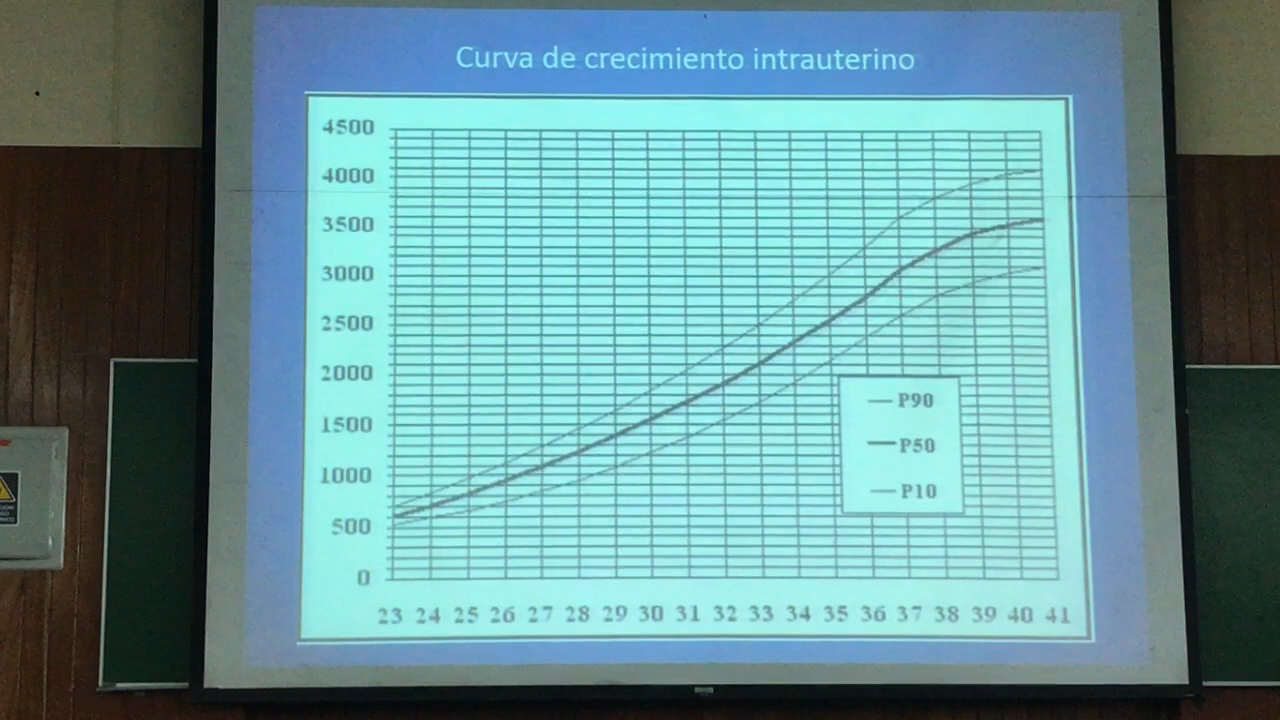 Curva de crecimiento intrauterino
4500
4000
3500
3000
2500
2000
1500
1000
500
0
P90
P50
P10
23 24 25 26 27 28 29 30 31 32 33 34 35 36 37 38 39 40 41